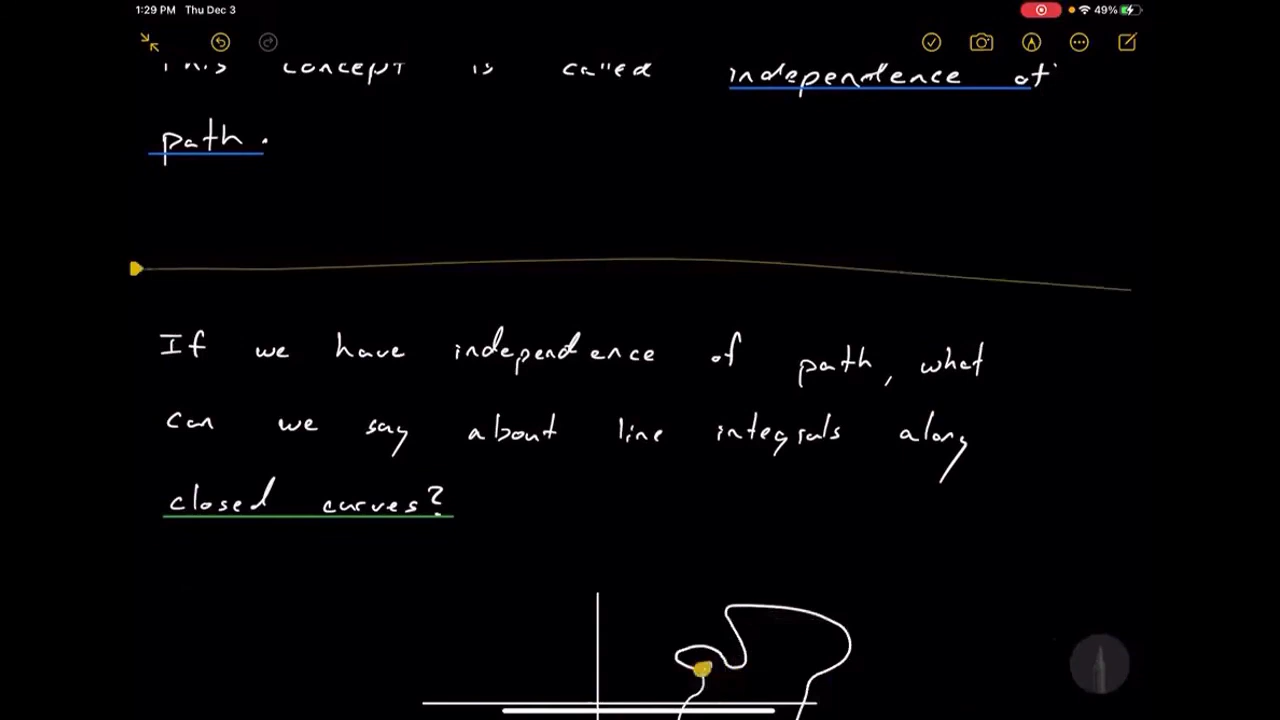 1:29 PM Thu Dec 3
49%
This concept is called independence of
path.
If we have independence of path, what
can we say about line integrals along
closed curves?